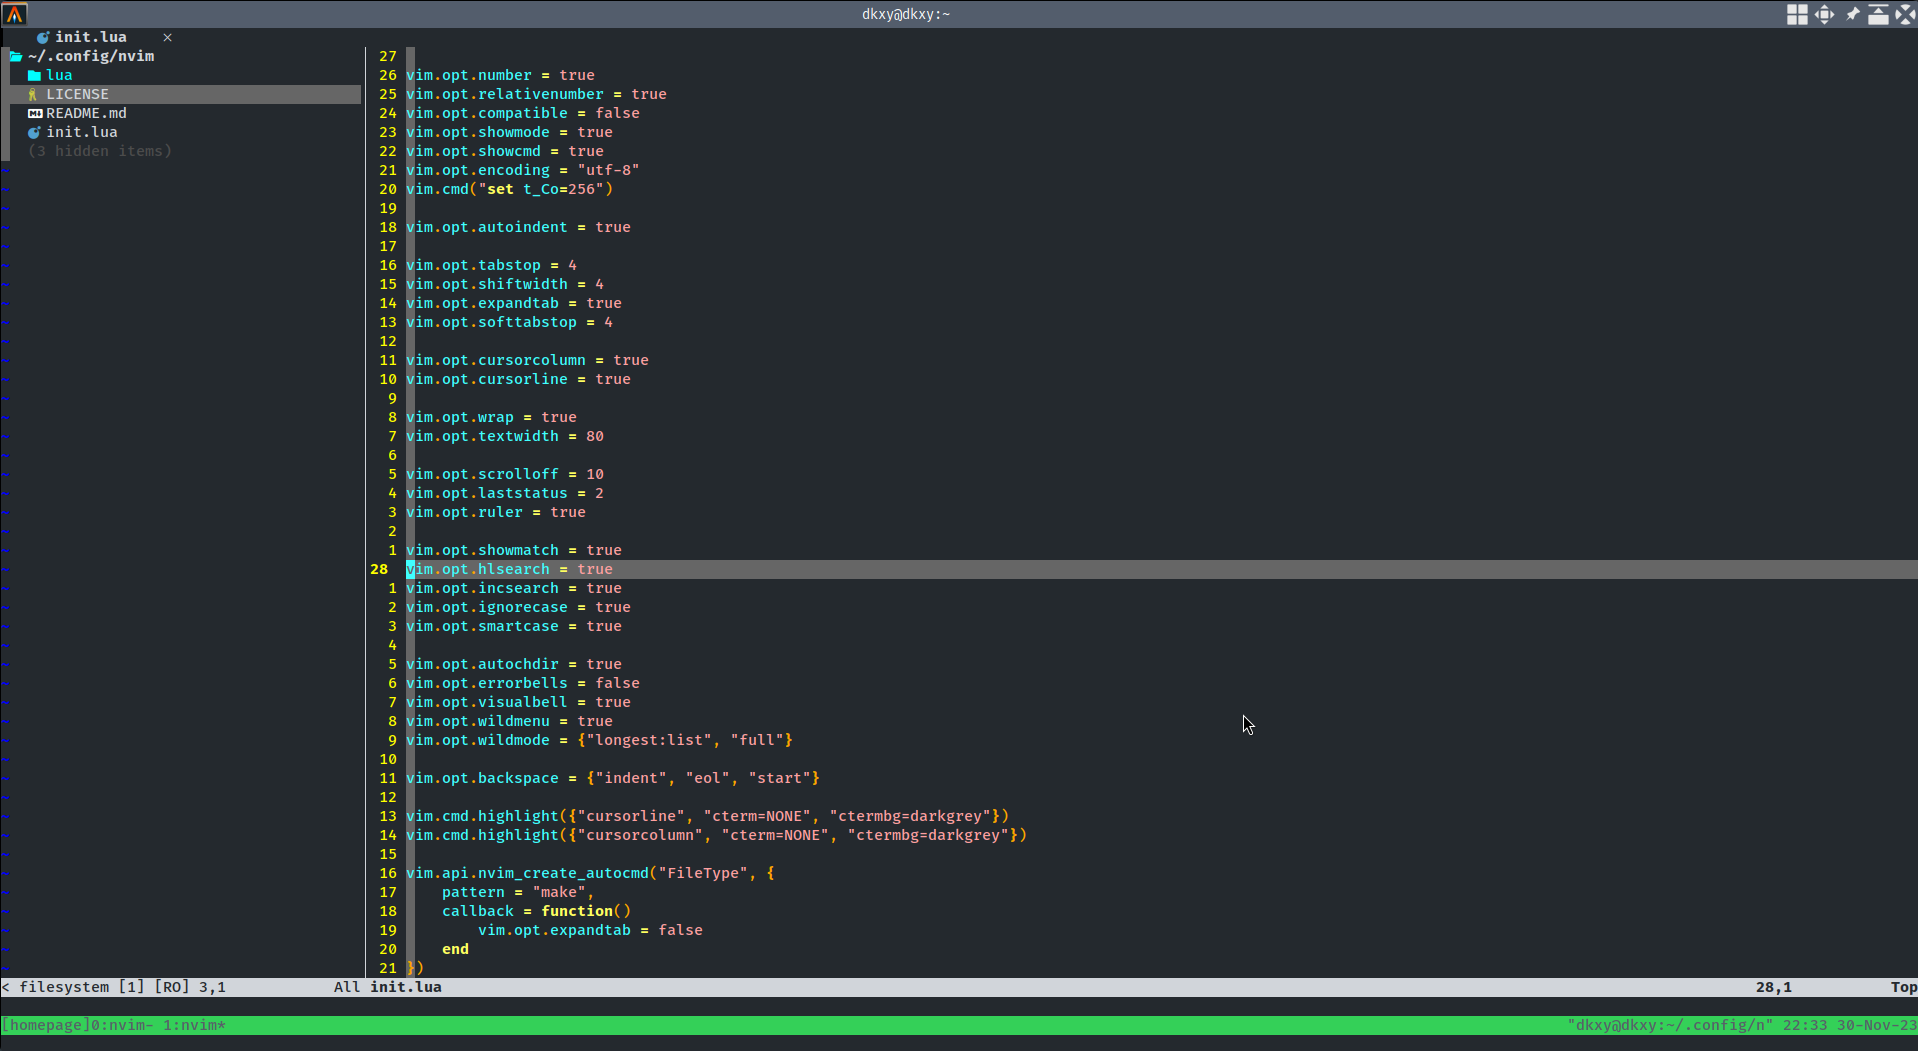 dkxy@dkxy:~
init.lua ×
~/.config/nvim
lua
LICENSE
README.md
init.lua
(3 hidden items)
27
26 vim.opt.number = true
25 vim.opt.relativenumber = true
24 vim.opt.compatible = false
23 vim.opt.showmode = true
22 vim.opt.showcmd = true
21 vim.opt.encoding = "utf-8"
20 vim.cmd("set t_Co=256")
19
18 vim.opt.autoindent = true
17
16 vim.opt.tabstop = 4
15 vim.opt.shiftwidth = 4
14 vim.opt.expandtab = true
13 vim.opt.softtabstop = 4
12
11 vim.opt.cursorcolumn = true
10 vim.opt.cursorline = true
9
8 vim.opt.wrap = true
7 vim.opt.textwidth = 80
6
5 vim.opt.scrolloff = 10
4 vim.opt.laststatus = 2
3 vim.opt.ruler = true
2
1 vim.opt.showmatch = true
28 vim.opt.hlsearch = true
1 vim.opt.incsearch = true
2 vim.opt.ignorecase = true
3 vim.opt.smartcase = true
4
5 vim.opt.autochdir = true
6 vim.opt.errorbells = false
7 vim.opt.visualbell = true
8 vim.opt.wildmenu = true
9 vim.opt.wildmode = {"longest:list", "full"}
10
11 vim.opt.backspace = {"indent", "eol", "start"}
12
13 vim.cmd.highlight({"cursorline", "cterm=NONE", "ctermbg=darkgrey"})
14 vim.cmd.highlight({"cursorcolumn", "cterm=NONE", "ctermbg=darkgrey"})
15
16 vim.api.nvim_create_autocmd("FileType", {
17     pattern = "make",
18     callback = function()
19         vim.opt.expandtab = false
20     end
21 })
< filesystem [1] [RO] 3,1 All init.lua 28,1 Top
[homepage]0:nvim- 1:nvim* "dkxy@dkxy:~/.config/n" 22:33 30-Nov-23